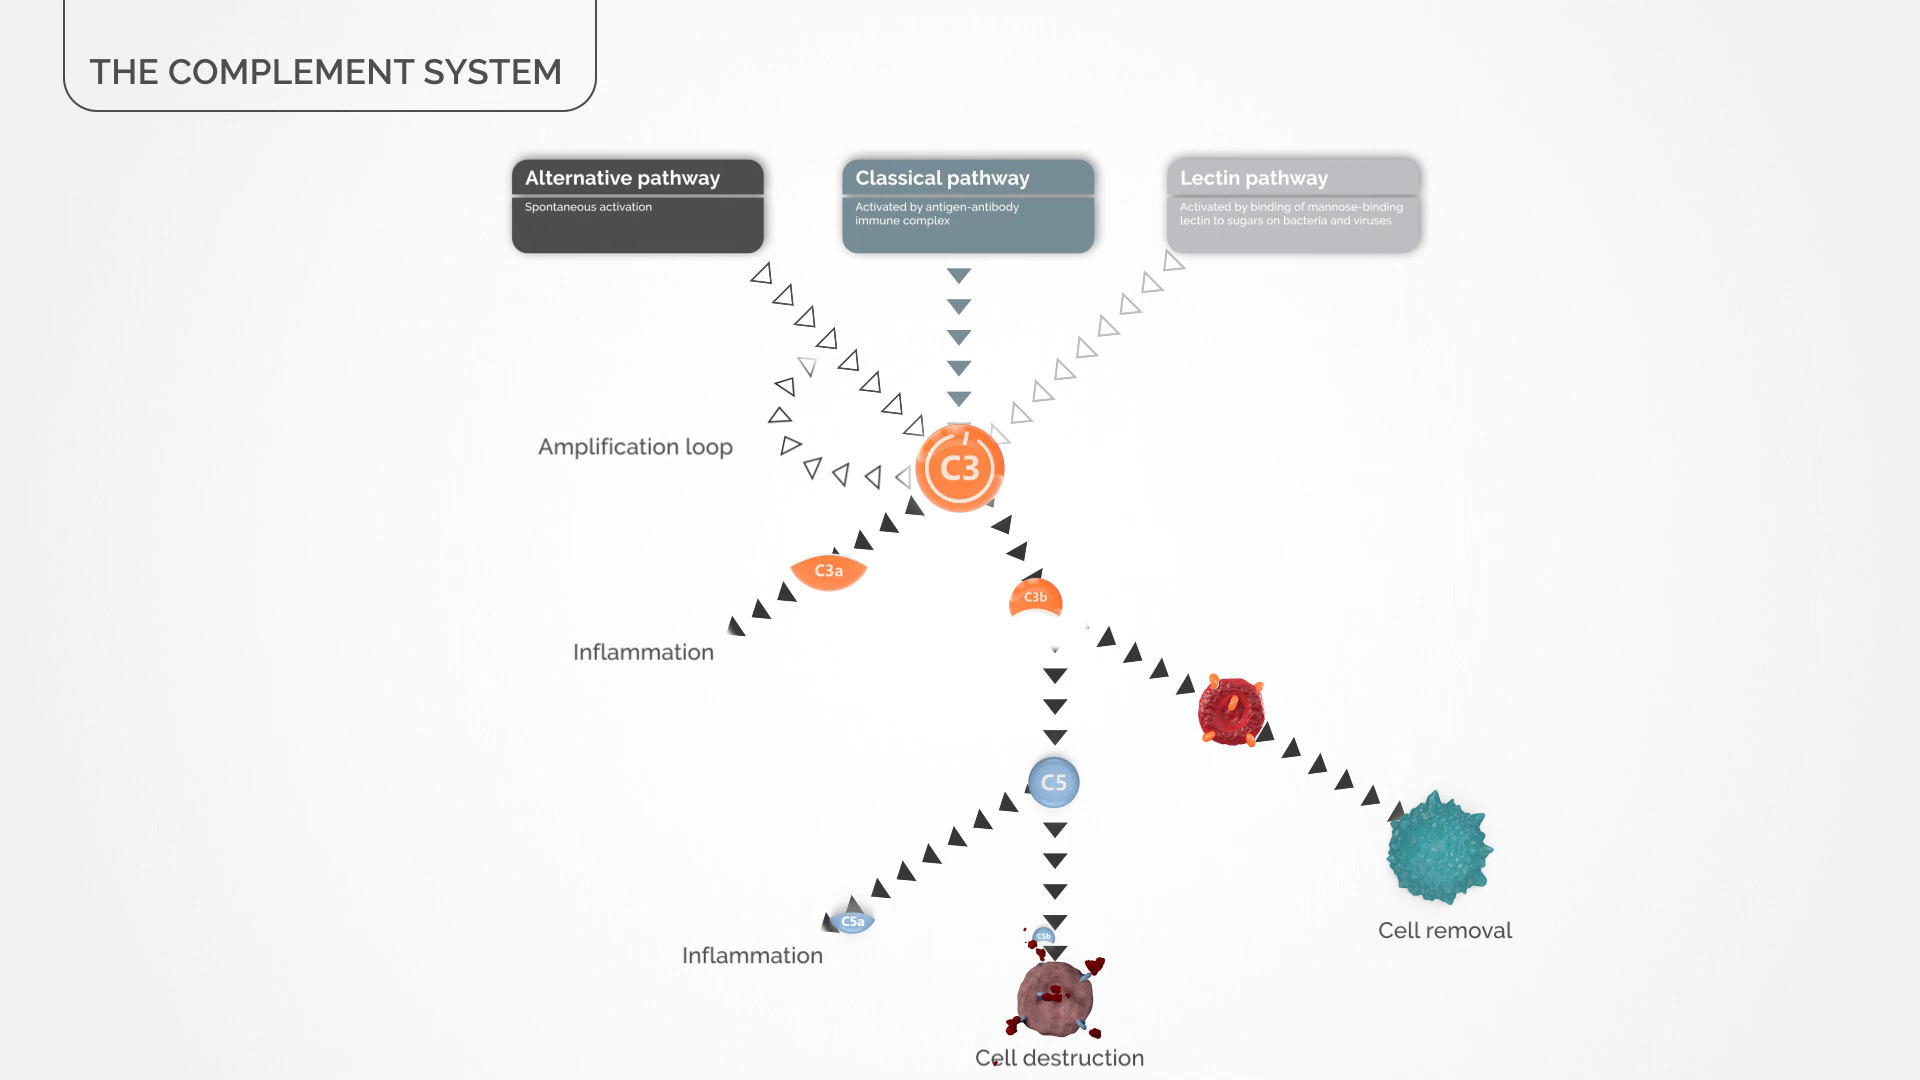 THE COMPLEMENT SYSTEM
Alternative pathway
Spontaneous activation
Classical pathway
Activated by antigen-antibody
immune complex
Lectin pathway
Activated by binding of mannose-binding
lectin to sugars on bacteria and viruses
Amplification loop
C3
C3a
C3b
Inflammation
C5
C5a
C5b
Inflammation
Cell removal
Cell destruction